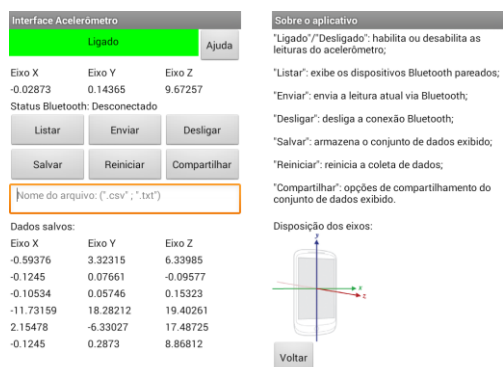 Interface Acelerômetro
Ligado
Ajuda
Eixo X Eixo Y Eixo Z
-0.02873 0.14365 9.67257
Status Bluetooth: Desconectado
Listar Enviar Desligar
Salvar Reiniciar Compartilhar
Nome do arquivo: (".csv" ; ".txt")
Dados salvos:
Eixo X Eixo Y Eixo Z
-0.59376 3.32315 6.33985
-0.1245 0.07661 -0.09577
-0.10534 0.05746 0.15323
-11.73159 18.28212 19.40261
2.15478 -6.33027 17.48725
-0.1245 0.2873 8.86812
Sobre o aplicativo
"Ligado"/"Desligado": habilita ou desabilita as
leituras do acelerômetro;
"Listar": exibe os dispositivos Bluetooth pareados;
"Enviar": envia a leitura atual via Bluetooth;
"Desligar": desliga a conexão Bluetooth;
"Salvar": armazena o conjunto de dados exibido;
"Reiniciar": reinicia a coleta de dados;
"Compartilhar": opções de compartilhamento do
conjunto de dados exibido.
Disposição dos eixos:
y
x
z
Voltar